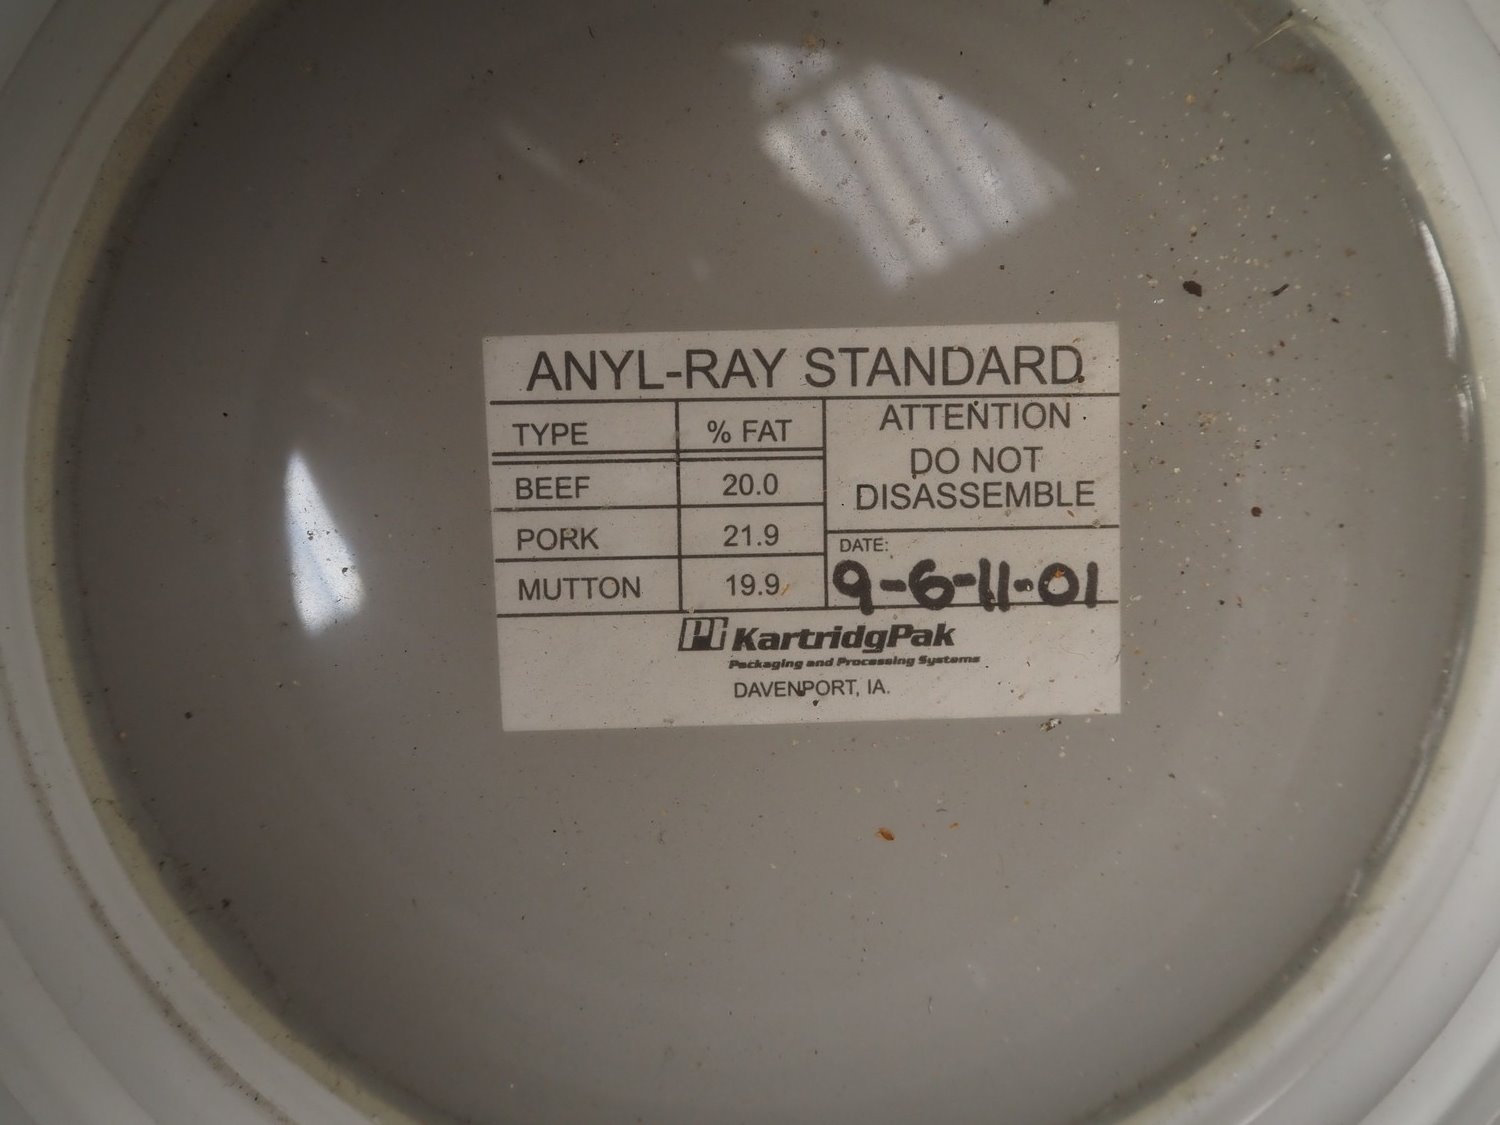 ANYL-RAY STANDARD
TYPE % FAT
BEEF 20.0
PORK 21.9
MUTTON 19.9
ATTENTION
DO NOT
DISASSEMBLE
DATE:
9-6-11-01
KartridgPak
Packaging and Processing Systems
DAVENPORT, IA.